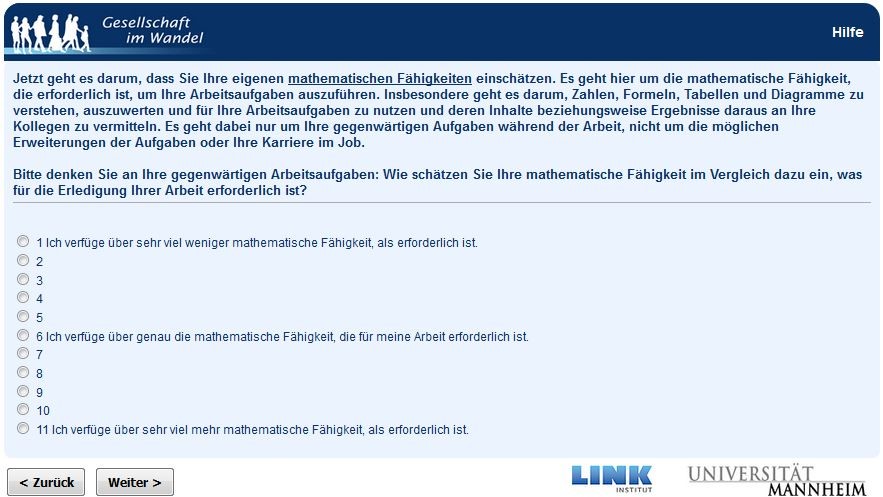 Gesellschaft
im Wandel
Hilfe
Jetzt geht es darum, dass Sie Ihre eigenen mathematischen Fähigkeiten einschätzen. Es geht hier um die mathematische Fähigkeit,
die erforderlich ist, um Ihre Arbeitsaufgaben auszuführen. Insbesondere geht es darum, Zahlen, Formeln, Tabellen und Diagramme zu
verstehen, auszuwerten und für Ihre Arbeitsaufgaben zu nutzen und deren Inhalte beziehungsweise Ergebnisse daraus an Ihre
Kollegen zu vermitteln. Es geht dabei nur um Ihre gegenwärtigen Aufgaben während der Arbeit, nicht um die möglichen
Erweiterungen der Aufgaben oder Ihre Karriere im Job.
Bitte denken Sie an Ihre gegenwärtigen Arbeitsaufgaben: Wie schätzen Sie Ihre mathematische Fähigkeit im Vergleich dazu ein, was
für die Erledigung Ihrer Arbeit erforderlich ist?
1 Ich verfüge über sehr viel weniger mathematische Fähigkeit, als erforderlich ist.
2
3
4
5
6 Ich verfüge über genau die mathematische Fähigkeit, die für meine Arbeit erforderlich ist.
7
8
9
10
11 Ich verfüge über sehr viel mehr mathematische Fähigkeit, als erforderlich ist.
< Zurück
Weiter >
LINK
INSTITUT
UNIVERSITÄT
MANNHEIM